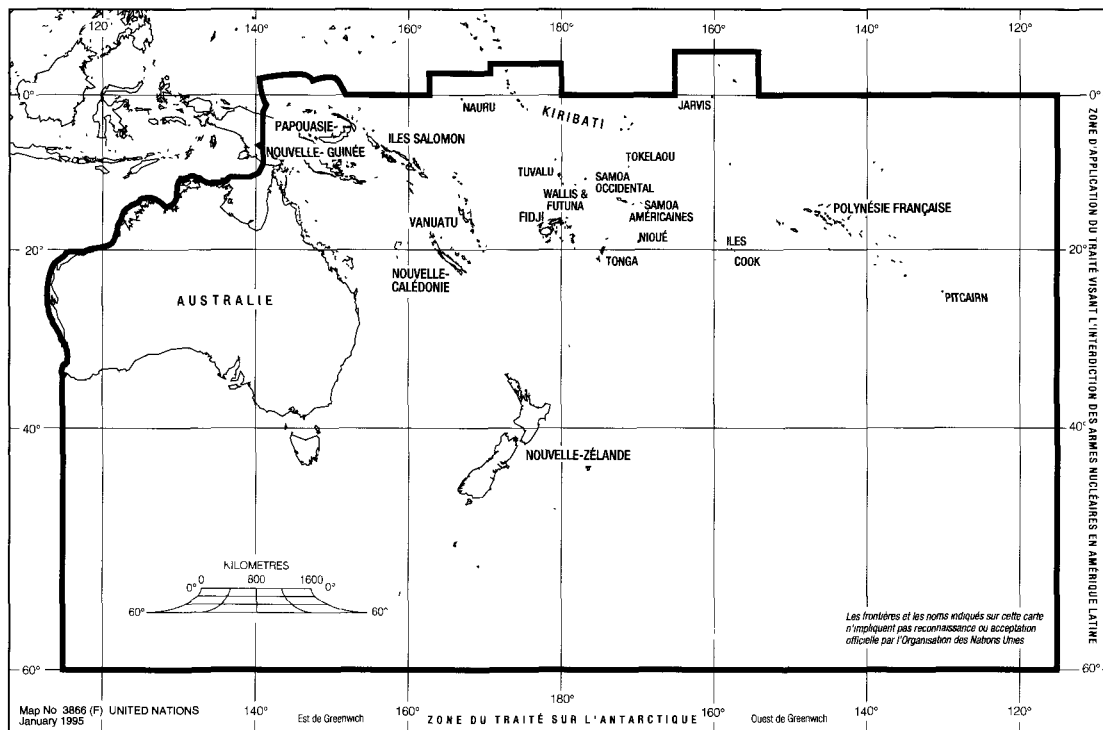 120° 140° 160° 180° 160° 140° 120°
0° 0°
NAURU
KIRIBATI
JARVIS
PAPOUASIE-
NOUVELLE-GUINÉE
ILES SALOMON
TOKELAOU
TUVALU
SAMOA
OCCIDENTAL
WALLIS &
FUTUNA
SAMOA
AMÉRICAINES
POLYNÉSIE FRANÇAISE
FIDJI
VANUATU
NIOUÉ
ILES
COOK
20° 20°
TONGA
NOUVELLE-
CALÉDONIE
AUSTRALIE
PITCAIRN
40° 40°
NOUVELLE-ZÉLANDE
KILOMETRES
0 800 1600
0° 0°
60° 60°
Les frontières et les noms indiqués sur cette carte
n'impliquent pas reconnaissance ou acceptation
officielle par l'Organisation des Nations Unies
60° 60°
120° 140° 160° 180° 160° 140° 120°
Map No 3866 (F) UNITED NATIONS
January 1995
Est de Greenwich
ZONE DU TRAITÉ SUR L'ANTARCTIQUE
Ouest de Greenwich
ZONE D'APPLICATION DU TRAITÉ VISANT L'INTERDICTION DES ARMES NUCLÉAIRES EN AMÉRIQUE LATINE